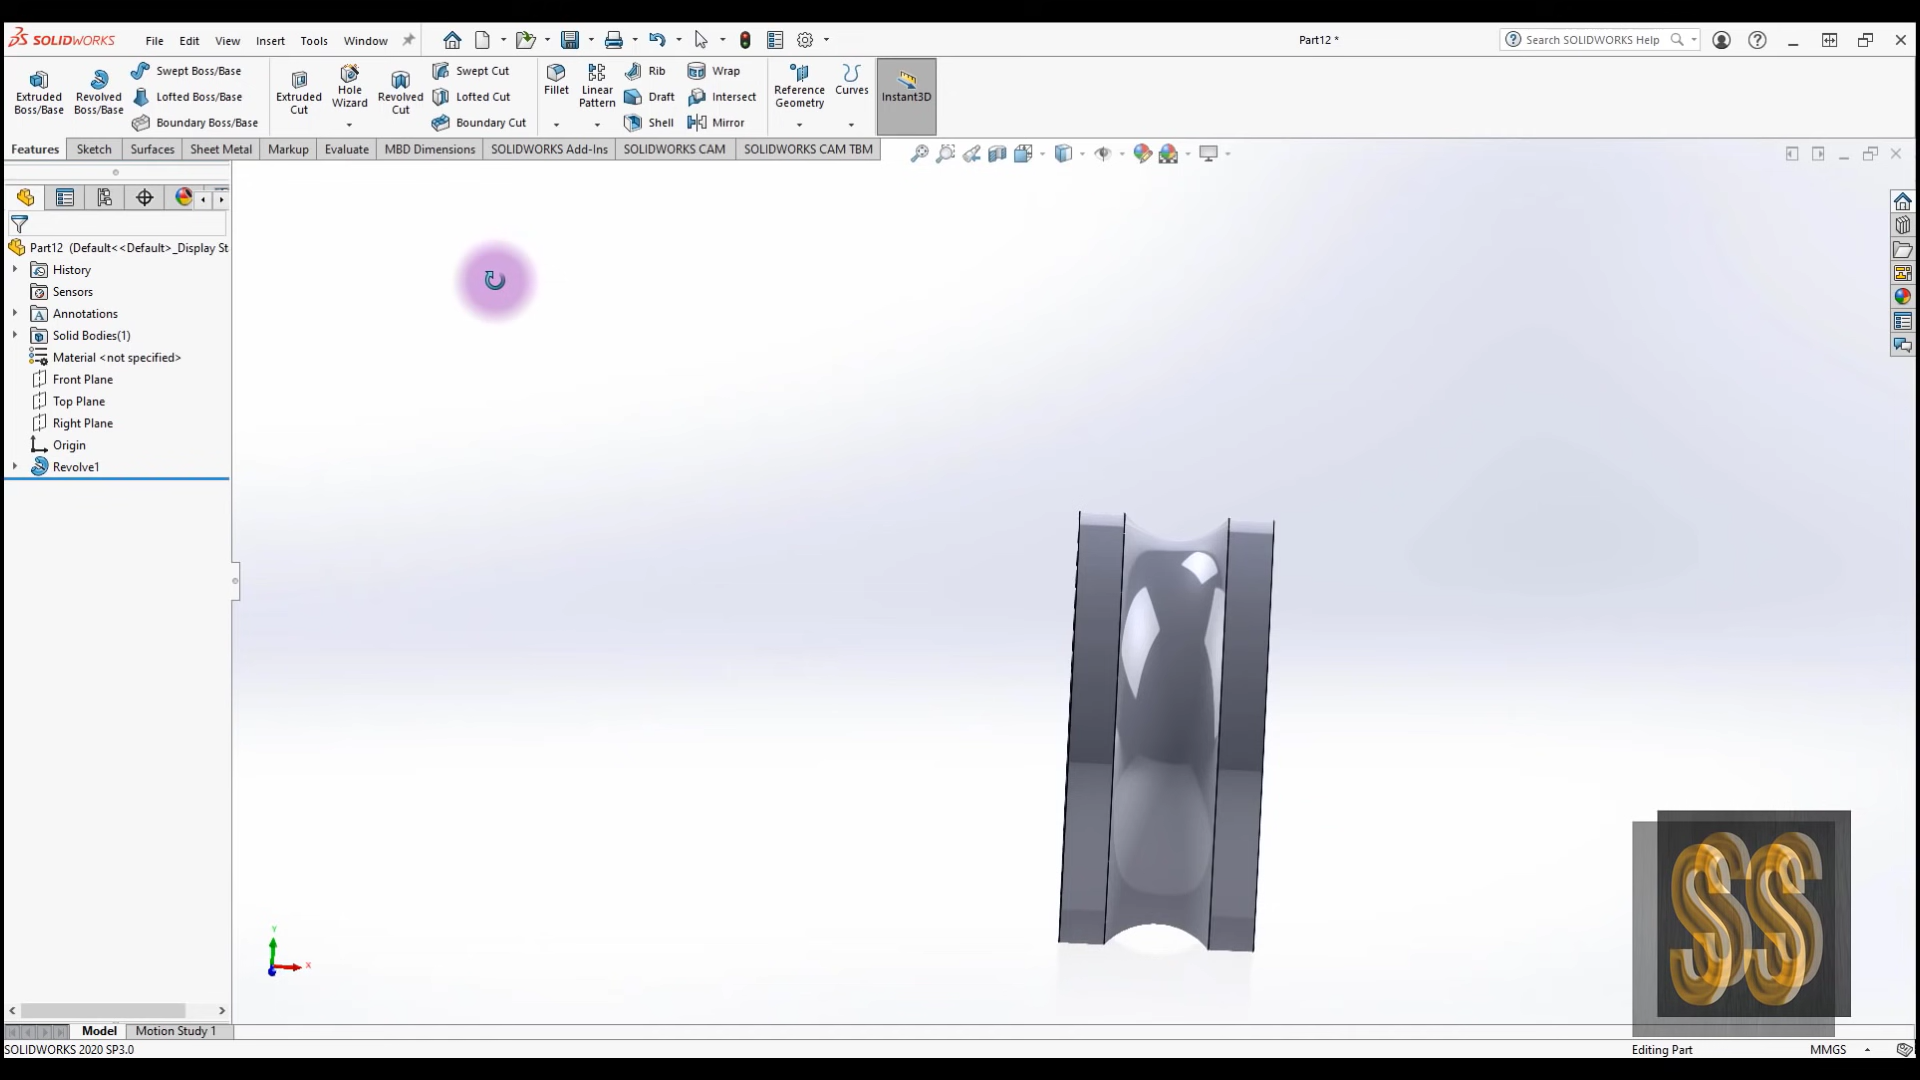 SOLIDWORKS File Edit View Insert Tools Window Part12 * Search SOLIDWORKS Help
Extruded Boss/Base
Revolved Boss/Base
Swept Boss/Base
Lofted Boss/Base
Boundary Boss/Base
Extruded Cut
Hole Wizard
Revolved Cut
Swept Cut
Lofted Cut
Boundary Cut
Fillet
Linear Pattern
Rib
Draft
Shell
Wrap
Intersect
Mirror
Reference Geometry
Curves
Instant3D
Features Sketch Surfaces Sheet Metal Markup Evaluate MBD Dimensions SOLIDWORKS Add-Ins SOLIDWORKS CAM SOLIDWORKS CAM TBM
Part12 (Default<<Default>_Display St
History
Sensors
Annotations
Solid Bodies(1)
Material <not specified>
Front Plane
Top Plane
Right Plane
Origin
Revolve1
Y
X
SS
Model Motion Study 1
SOLIDWORKS 2020 SP3.0 Editing Part MMGS